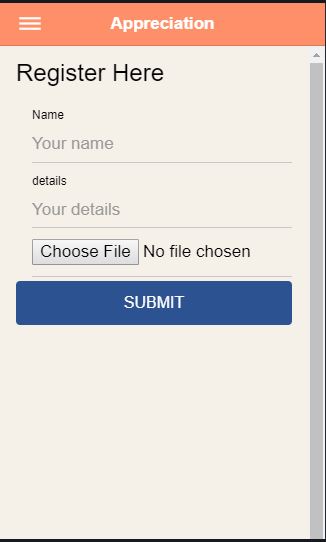 Appreciation
Register Here
Name
Your name
details
Your details
Choose File No file chosen
SUBMIT